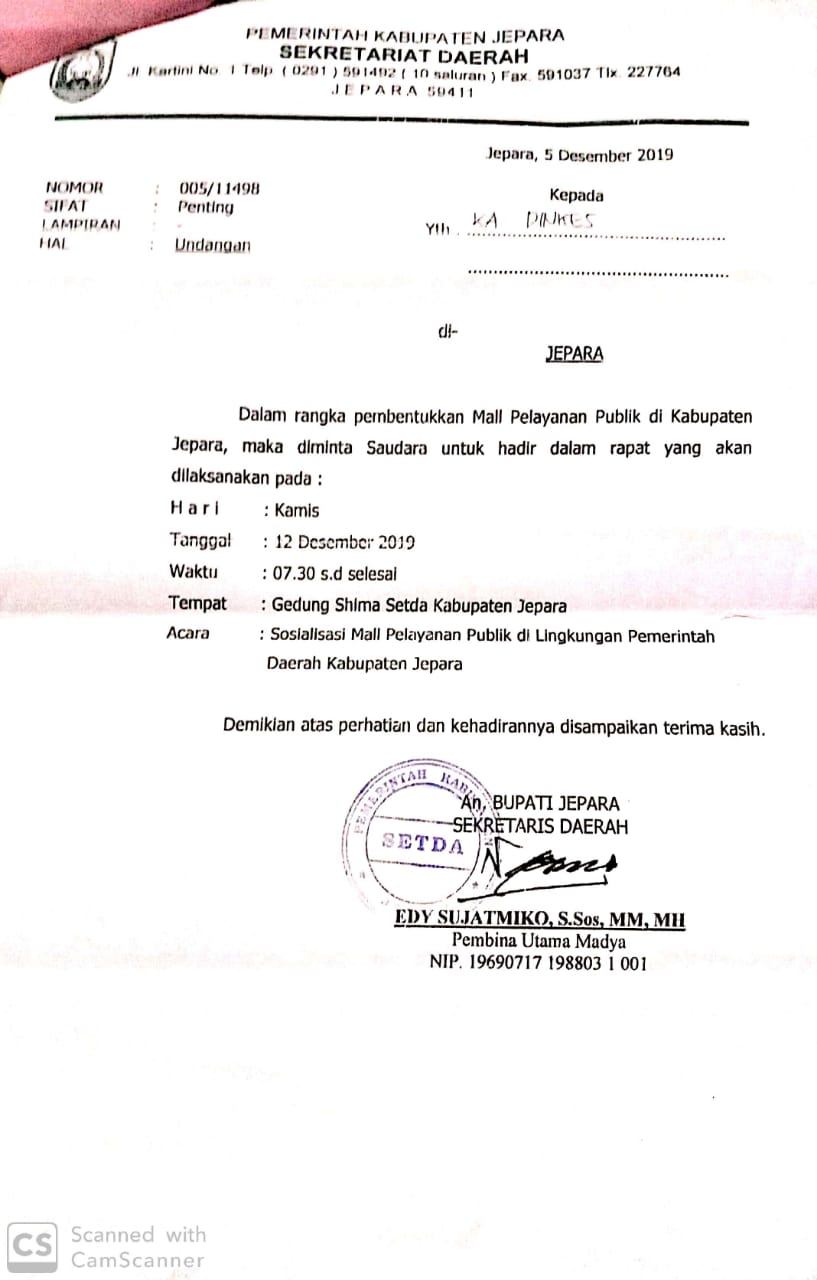 PEMERINTAH KABUPATEN JEPARA
SEKRETARIAT DAERAH
Jl Kartini No 1 Telp ( 0291 ) 591492 ( 10 saluran ) Fax. 591037 Tlx. 227764
J E P A R A 59411
Jepara, 5 Desember 2019
NOMOR : 005/11498
SIFAT : Penting
LAMPIRAN : -
HAL : Undangan
Kepada
Yth . KA DINKES
di-
JEPARA
Dalam rangka pembentukkan Mall Pelayanan Publik di Kabupaten
Jepara, maka diminta Saudara untuk hadir dalam rapat yang akan
dilaksanakan pada :
H a r i : Kamis
Tanggal : 12 Desember 2019
Waktu : 07.30 s.d selesai
Tempat : Gedung Shima Setda Kabupaten Jepara
Acara : Sosialisasi Mall Pelayanan Publik di Lingkungan Pemerintah
Daerah Kabupaten Jepara
Demikian atas perhatian dan kehadirannya disampaikan terima kasih.
An. BUPATI JEPARA
SEKRETARIS DAERAH
PEMERINTAH KABU
SETDA
EDY SUJATMIKO, S.Sos, MM, MH
Pembina Utama Madya
NIP. 19690717 198803 1 001
CS Scanned with
CamScanner